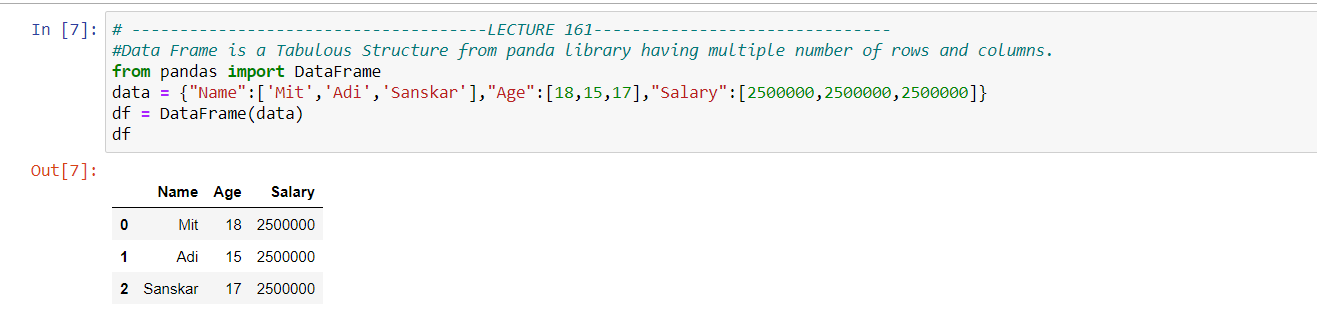 In [7]: # -------------------------------------LECTURE 161-------------------------------
#Data Frame is a Tabulous Structure from panda library having multiple number of rows and columns.
from pandas import DataFrame
data = {"Name":['Mit','Adi','Sanskar'],"Age":[18,15,17],"Salary":[2500000,2500000,2500000]}
df = DataFrame(data)
df
Out[7]:
Name Age Salary
0 Mit 18 2500000
1 Adi 15 2500000
2 Sanskar 17 2500000